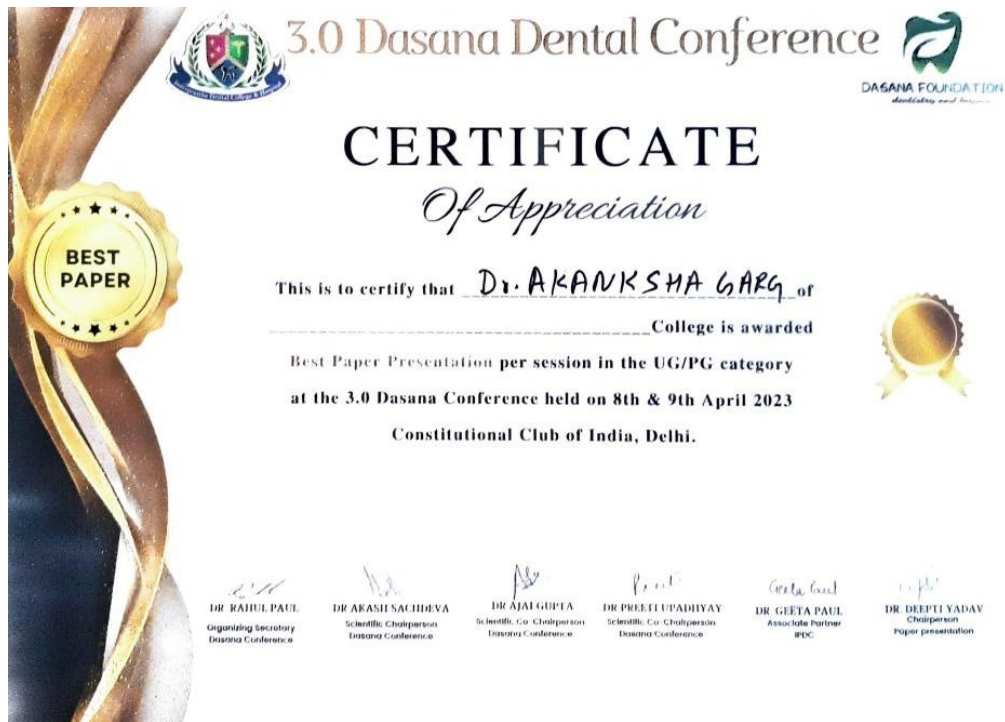 3.0 Dasana Dental Conference
DASANA FOUNDATION
dentistry and
CERTIFICATE
Of Appreciation
BEST
PAPER
This is to certify that Dr. AKANKSHA GARG of
College is awarded
Best Paper Presentation per session in the UG/PG category
at the 3.0 Dasana Conference held on 8th & 9th April 2023
Constitutional Club of India, Delhi.
Geeta Paul
DR RAHUL PAUL
Organizing Secretary
Dasana Conference
DR AKASH SACHDEVA
Scientific Chairperson
Dasana Conference
DR AJAI GUPTA
Scientific Co-Chairperson
Dasana Conference
DR PREETI UPADHYAY
Scientific Co-Chairperson
Dasana Conference
DR GEETA PAUL
Associate Partner
IPDC
DR. DEEPTI YADAV
Chairperson
Paper presentation